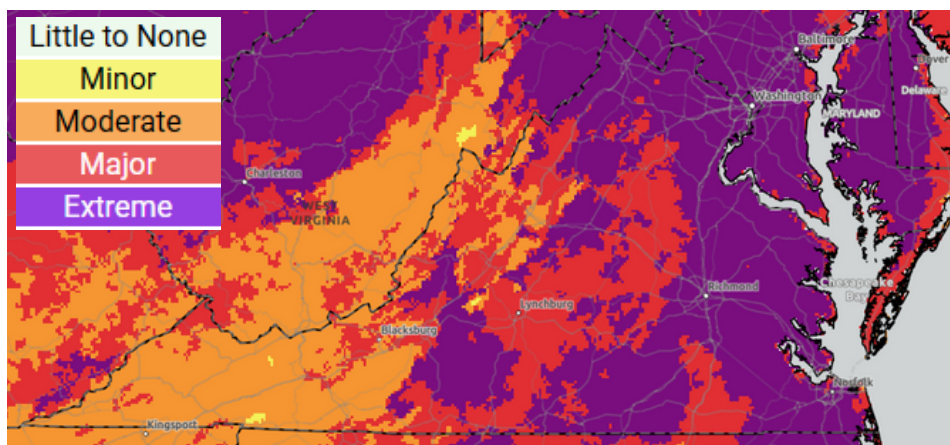 Little to None
Minor
Moderate
Major
Extreme
Baltimore
Dover
Washington
Delaware
MARYLAND
Charleston
WEST
VIRGINIA
Chesapeake
Bay
Richmond
Lynchburg
Blacksburg
Norfolk
Kingsport